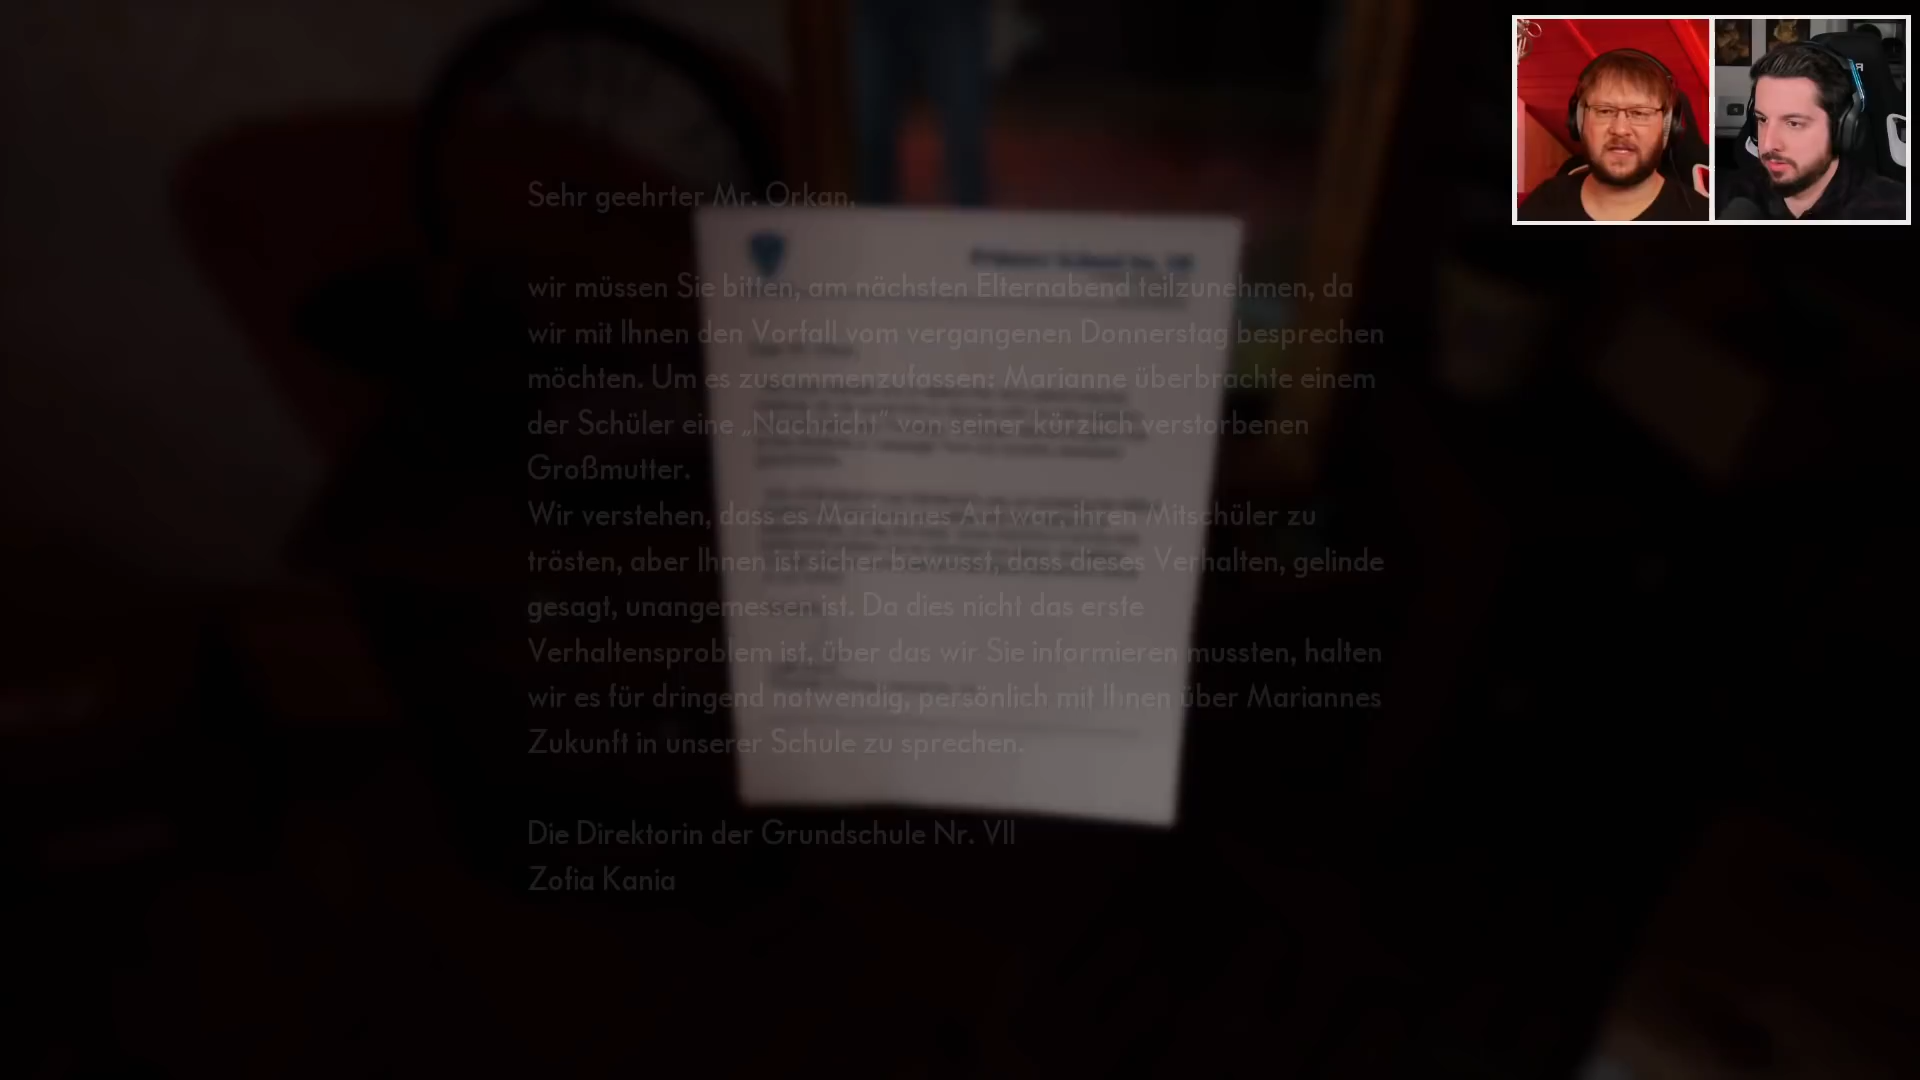 Sehr geehrter Mr. Orkan,
wir müssen Sie bitten, am nächsten Elternabend teilzunehmen, da
wir mit Ihnen den Vorfall vom vergangenen Donnerstag besprechen
möchten. Um es zusammenzufassen: Marianne überbrachte einem
der Schüler eine „Nachricht" von seiner kürzlich verstorbenen
Großmutter.
Wir verstehen, dass es Mariannes Art war, ihren Mitschüler zu
trösten, aber Ihnen ist sicher bewusst, dass dieses Verhalten, gelinde
gesagt, unangemessen ist. Da dies nicht das erste
Verhaltensproblem ist, über das wir Sie informieren mussten, halten
wir es für dringend notwendig, persönlich mit Ihnen über Mariannes
Zukunft in unserer Schule zu sprechen.
Die Direktorin der Grundschule Nr. VII
Zofia Kania